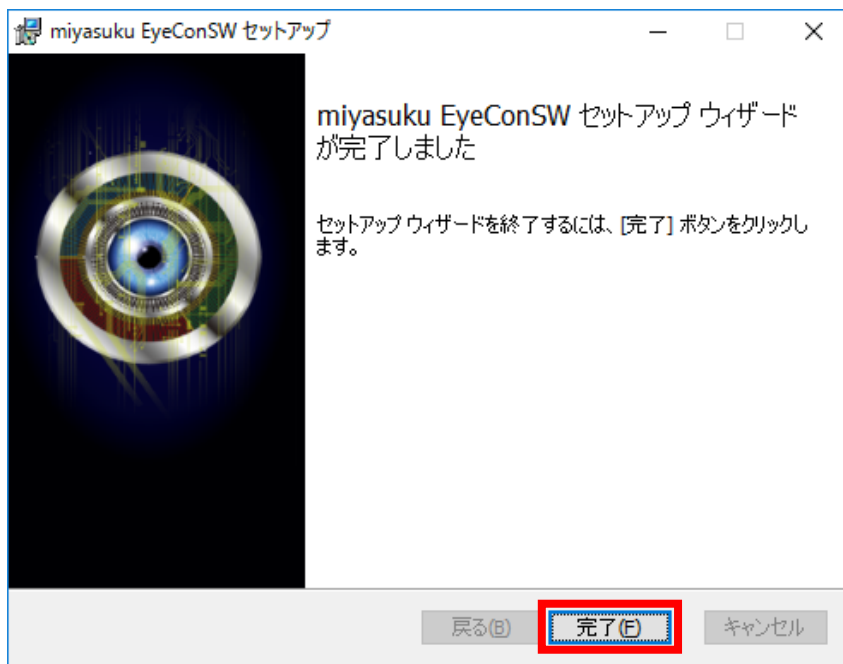 miyasuku EyeConSW セットアップ
miyasuku EyeConSW セットアップ ウィザード
が完了しました
セットアップ ウィザードを終了するには、[完了] ボタンをクリックし
ます。
戻る(B) 完了(F) キャンセル